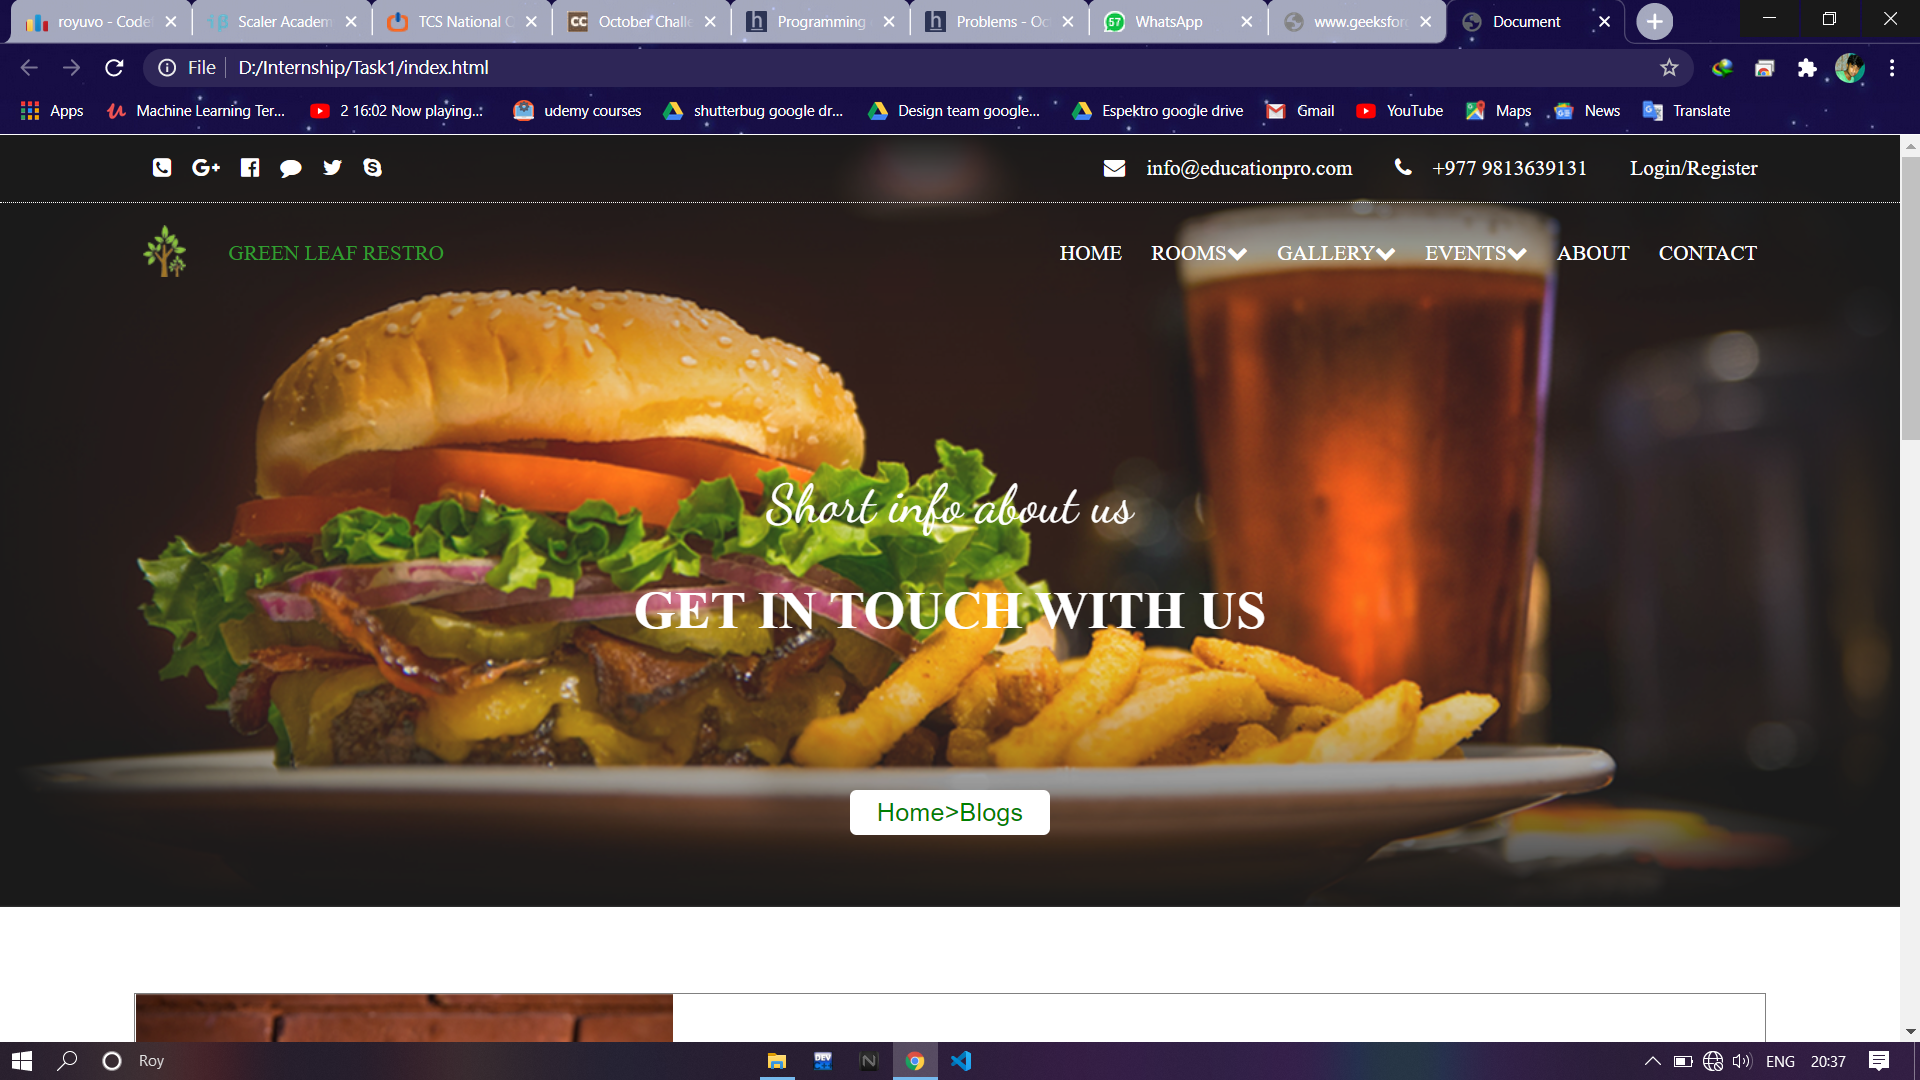 royuvo - Code
Scaler Academ
TCS National
October Chall
Programming
Problems - Oc
57
WhatsApp
www.geeksfor
Document
File
D:/Internship/Task1/index.html
Apps
Machine Learning Ter...
2 16:02 Now playing...
udemy courses
shutterbug google dr...
Design team google...
Espektro google drive
Gmail
YouTube
Maps
News
Translate
info@educationpro.com
+977 9813639131
Login/Register
GREEN LEAF RESTRO
HOME
ROOMS
GALLERY
EVENTS
ABOUT
CONTACT
Short info about us
GET IN TOUCH WITH US
Home>Blogs
Roy
DEV
ENG
20:37